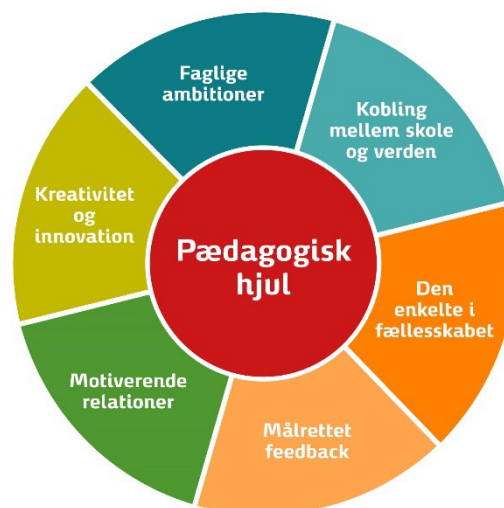 Faglige
ambitioner
Kobling
mellem skole
og verden
Den
enkelte i
fællesskabet
Målrettet
feedback
Motiverende
relationer
Kreativitet
og
innovation
Pædagogisk
hjul